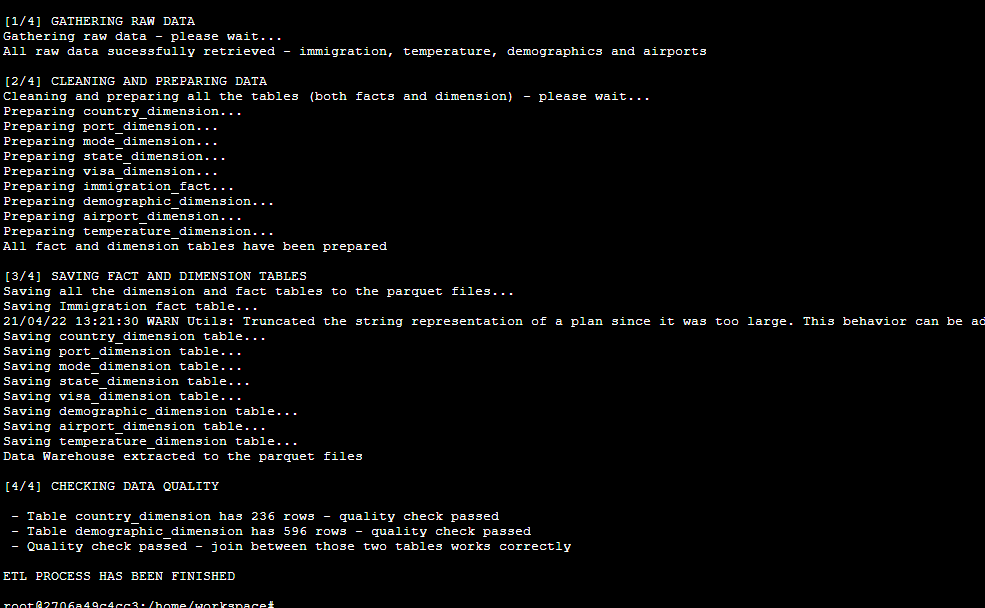 [1/4] GATHERING RAW DATA
Gathering raw data - please wait...
All raw data sucessfully retrieved - immigration, temperature, demographics and airports
[2/4] CLEANING AND PREPARING DATA
Cleaning and preparing all the tables (both facts and dimension) - please wait...
Preparing country_dimension...
Preparing port_dimension...
Preparing mode_dimension...
Preparing state_dimension...
Preparing visa_dimension...
Preparing immigration_fact...
Preparing demographic_dimension...
Preparing airport_dimension...
Preparing temperature_dimension...
All fact and dimension tables have been prepared
[3/4] SAVING FACT AND DIMENSION TABLES
Saving all the dimension and fact tables to the parquet files...
Saving Immigration fact table...
21/04/22 13:21:30 WARN Utils: Truncated the string representation of a plan since it was too large. This behavior can be ad
Saving country_dimension table...
Saving port_dimension table...
Saving mode_dimension table...
Saving state_dimension table...
Saving visa_dimension table...
Saving demographic_dimension table...
Saving airport_dimension table...
Saving temperature_dimension table...
Data Warehouse extracted to the parquet files
[4/4] CHECKING DATA QUALITY
- Table country_dimension has 236 rows - quality check passed
- Table demographic_dimension has 596 rows - quality check passed
- Quality check passed - join between those two tables works correctly
ETL PROCESS HAS BEEN FINISHED
root@2706a49c4cc3:/home/workspace#